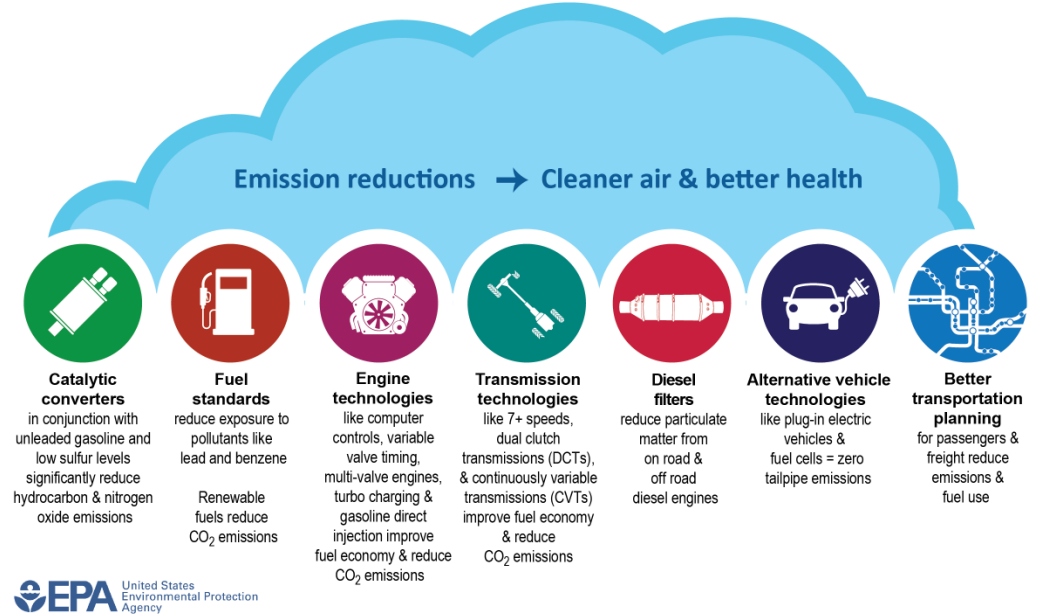 Emission reductions → Cleaner air & better health
Catalytic
converters
in conjunction with
unleaded gasoline and
low sulfur levels
significantly reduce
hydrocarbon & nitrogen
oxide emissions
Fuel
standards
reduce exposure to
pollutants like
lead and benzene
Renewable
fuels reduce
CO2 emissions
Engine
technologies
like computer
controls, variable
valve timing,
multi-valve engines,
turbo charging &
gasoline direct
injection improve
fuel economy & reduce
CO2 emissions
Transmission
technologies
like 7+ speeds,
dual clutch
transmissions (DCTs),
& continuously variable
transmissions (CVTs)
improve fuel economy
& reduce
CO2 emissions
Diesel
filters
reduce particulate
matter from
on road &
off road
diesel engines
Alternative vehicle
technologies
like plug-in electric
vehicles &
fuel cells = zero
tailpipe emissions
Better
transportation
planning
for passengers &
freight reduce
emissions &
fuel use
EPA
United States
Environmental Protection
Agency